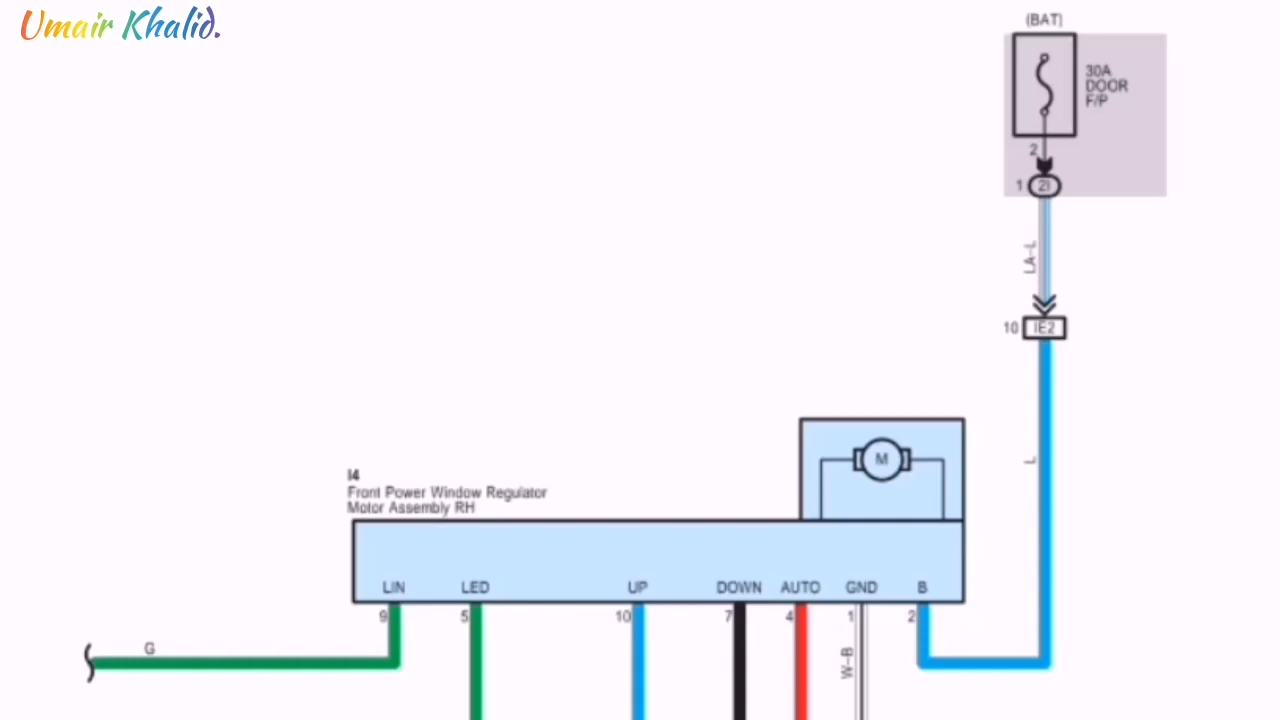 Umair Khalid.
(BAT)
30A
DOOR
F/P
2
1
2I
LA-L
10
IE2
L
M
I4
Front Power Window Regulator
Motor Assembly RH
LIN
LED
UP
DOWN
AUTO
GND
B
9
5
10
7
4
1
2
G
W-B